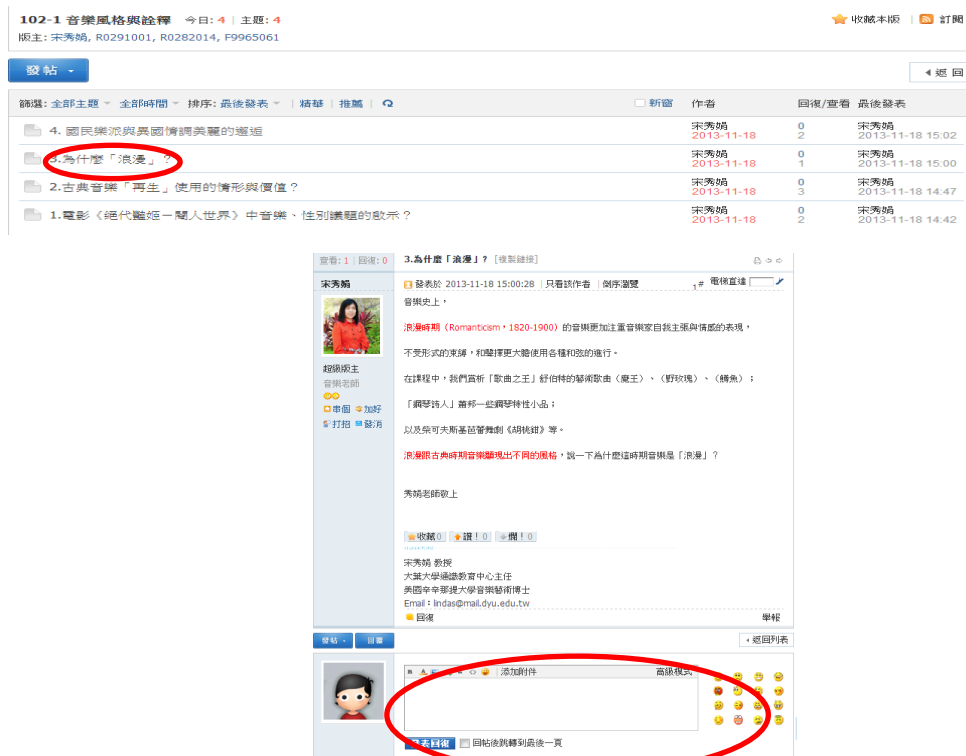 102-1 音樂風格與詮釋 今日: 4 | 主題: 4
收藏本版 | 訂閱
版主: 宋秀娟, R0291001, R0282014, F9965061
發帖
返 回
篩選: 全部主題 全部時間 排序: 最後發表 | 精華 | 推薦 |
新窗 作者 回復/查看 最後發表
4. 國民樂派與異國情調美麗的邂逅 宋秀娟 0 宋秀娟
2013-11-18 2 2013-11-18 15:02
3.為什麼「浪漫」? 宋秀娟 0 宋秀娟
2013-11-18 1 2013-11-18 15:00
2.古典音樂「再生」使用的情形與價值? 宋秀娟 0 宋秀娟
2013-11-18 3 2013-11-18 14:47
1.電影《絕代豔姬－閹人世界》中音樂、性別議題的啟示? 宋秀娟 0 宋秀娟
2013-11-18 2 2013-11-18 14:42
查看: 1 | 回復: 0 3.為什麼「浪漫」? [複製鏈接]
宋秀娟
發表於 2013-11-18 15:00:28 | 只看該作者 | 倒序瀏覽 1# 電梯直達
音樂史上，
浪漫時期（Romanticism，1820-1900）的音樂更加注重音樂家自我主張與情感的表現，
不受形式的束縛，和聲擇更大膽使用各種和弦的進行。
在課程中，我們賞析「歌曲之王」舒伯特的藝術歌曲（魔王）、（野玫瑰）、（鱒魚）；
「鋼琴詩人」蕭邦一些鋼琴特性小品；
以及柴可夫斯基芭蕾舞劇《胡桃鉗》等。
浪漫跟古典時期音樂顯現出不同的風格，說一下為什麼這時期音樂是「浪漫」?
秀娟老師敬上
超級版主
音樂老師
串個 加好
打招 發消
收藏 0 讚! 0 爛! 0
宋秀娟 教授
大葉大學通識教育中心主任
美國辛辛那提大學音樂藝術博士
Email：lindas@mail.dyu.edu.tw
回復 舉報
發帖 回覆 返回列表
B A 添加附件 高級模式
表回復 回帖後跳轉到最後一頁